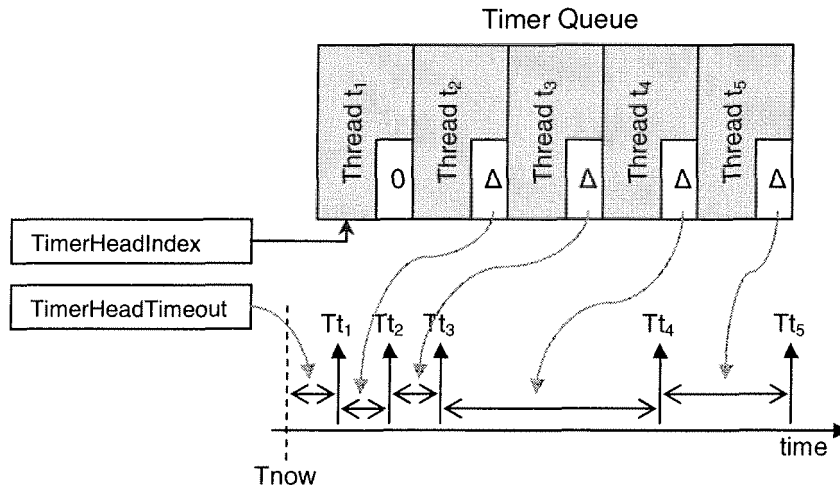 Timer Queue
Thread t₁
Thread t₂
Thread t₃
Thread t₄
Thread t₅
0
Δ
Δ
Δ
Δ
TimerHeadIndex
TimerHeadTimeout
Tt₁
Tt₂
Tt₃
Tt₄
Tt₅
time
Tnow